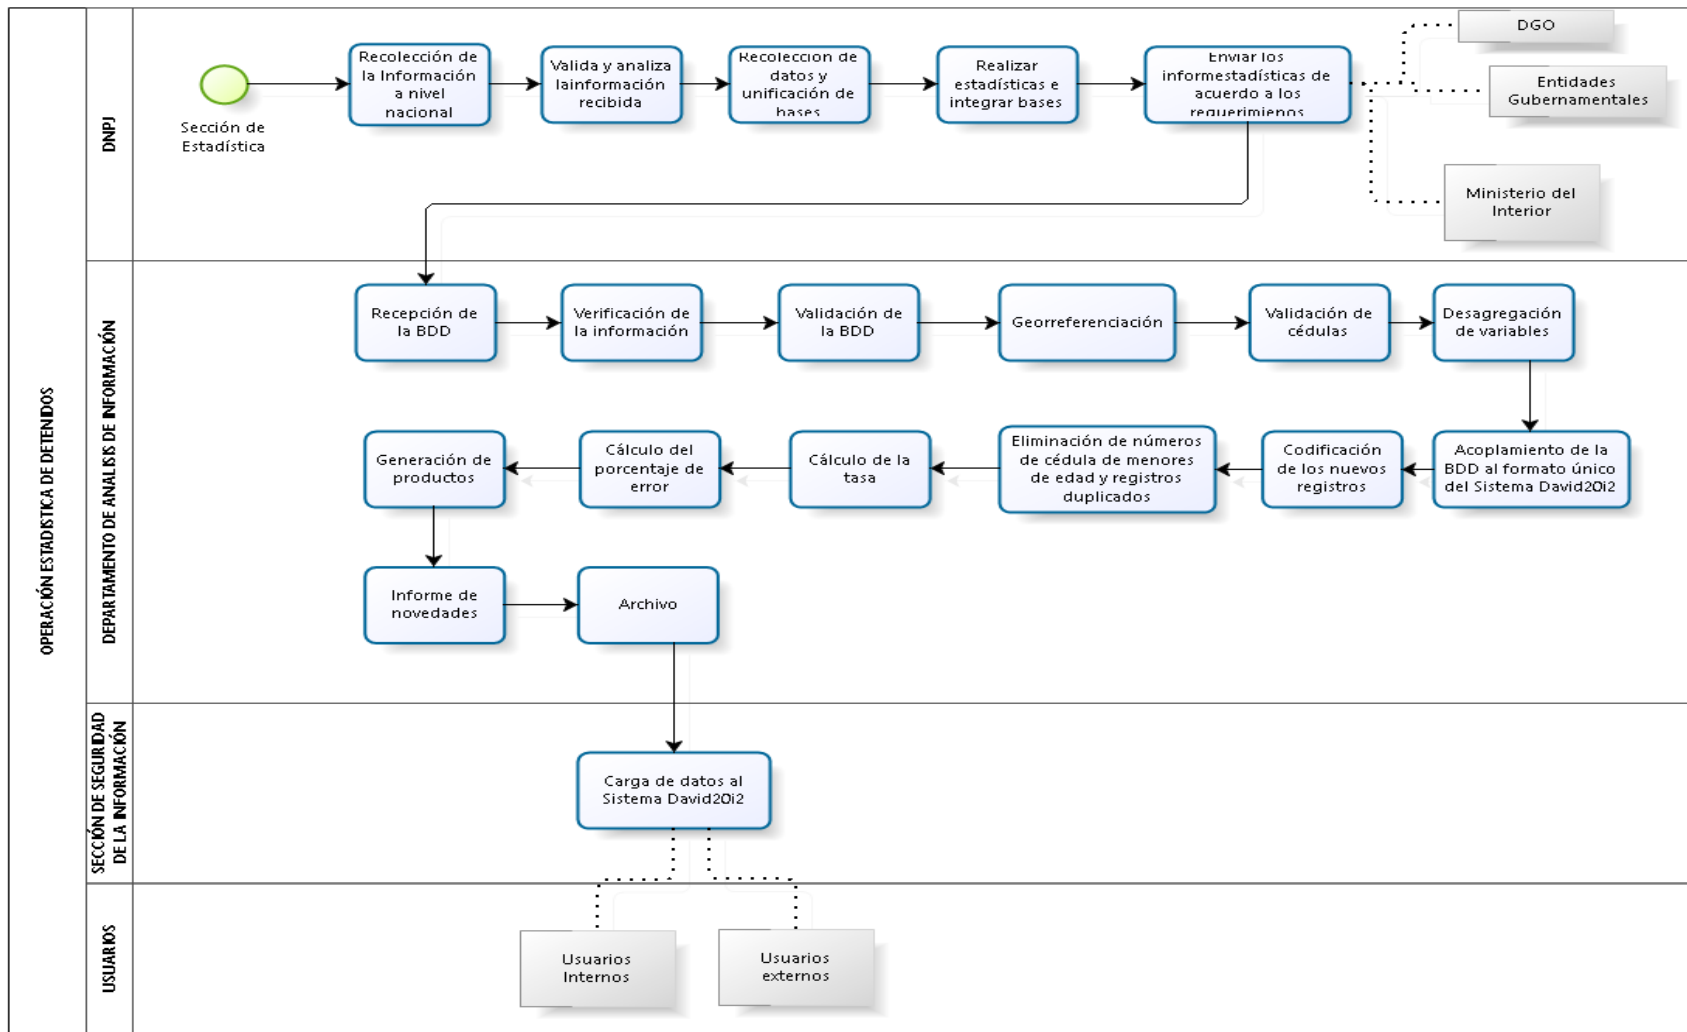 OPERACIÓN ESTADISTICA DE DETENIDOS
DNPJ
Sección de
Estadística
Recolección de
la Información
a nivel
nacional
Valida y analiza
lainformación
recibida
Recolección de
datos y
unificación de
bases
Realizar
estadísticas e
integrar bases
Enviar los
informestadísticas de
acuerdo a los
requerimienos
DGO
Entidades
Gubernamentales
Ministerio del
Interior
DEPARTAMENTO DE ANALISIS DE INFORMACIÓN
Recepción de
la BDD
Verificación de
la información
Validación de
la BDD
Georreferenciación
Validación de
cédulas
Desagregación
de variables
Acoplamiento de la
BDD al formato único
del Sistema David20i2
Codificación
de los nuevos
registros
Eliminación de números
de cédula de menores
de edad y registros
duplicados
Cálculo de la
tasa
Cálculo del
porcentaje de
error
Generación de
productos
Informe de
novedades
Archivo
SECCIÓN DE SEGURIDAD
DE LA INFORMACIÓN
Carga de datos al
Sistema David20i2
USUARIOS
Usuarios
Internos
Usuarios
externos